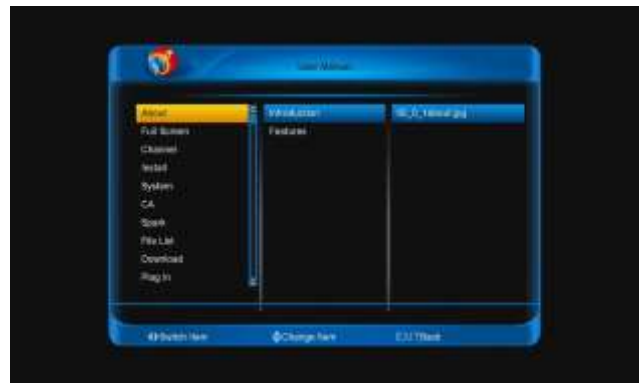 User Manual
About
Full Screen
Channel
Install
System
CA
Spark
File List
Download
Plug In
Introduction
Features
Switch Item
Change Item